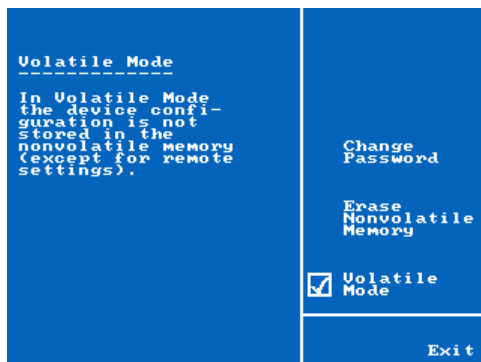 Volatile Mode
-------------
In Volatile Mode
the device confi-
guration is not
stored in the
nonvolatile memory
(except for remote
settings).
Change
Password
Erase
Nonvolatile
Memory
Volatile
Mode
Exit